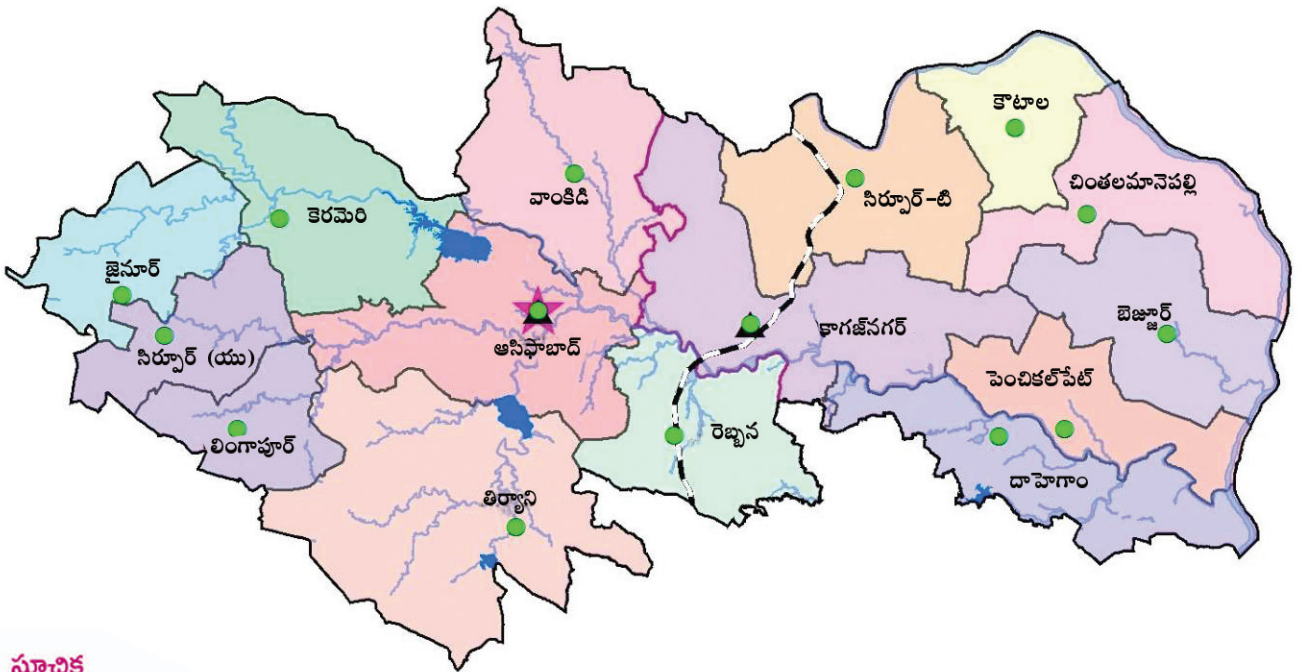 కౌటాల
చింతలమానెపల్లి
సిర్పూర్-టి
వాంకిడి
కెరమెరి
జైనూర్
బెజ్జూర్
కాగజ్‌నగర్
ఆసిఫాబాద్
సిర్పూర్ (యు)
పెంచికల్‌పేట్
లింగాపూర్
రెబ్బన
దాహెగాం
తిర్యాని
సూచిక